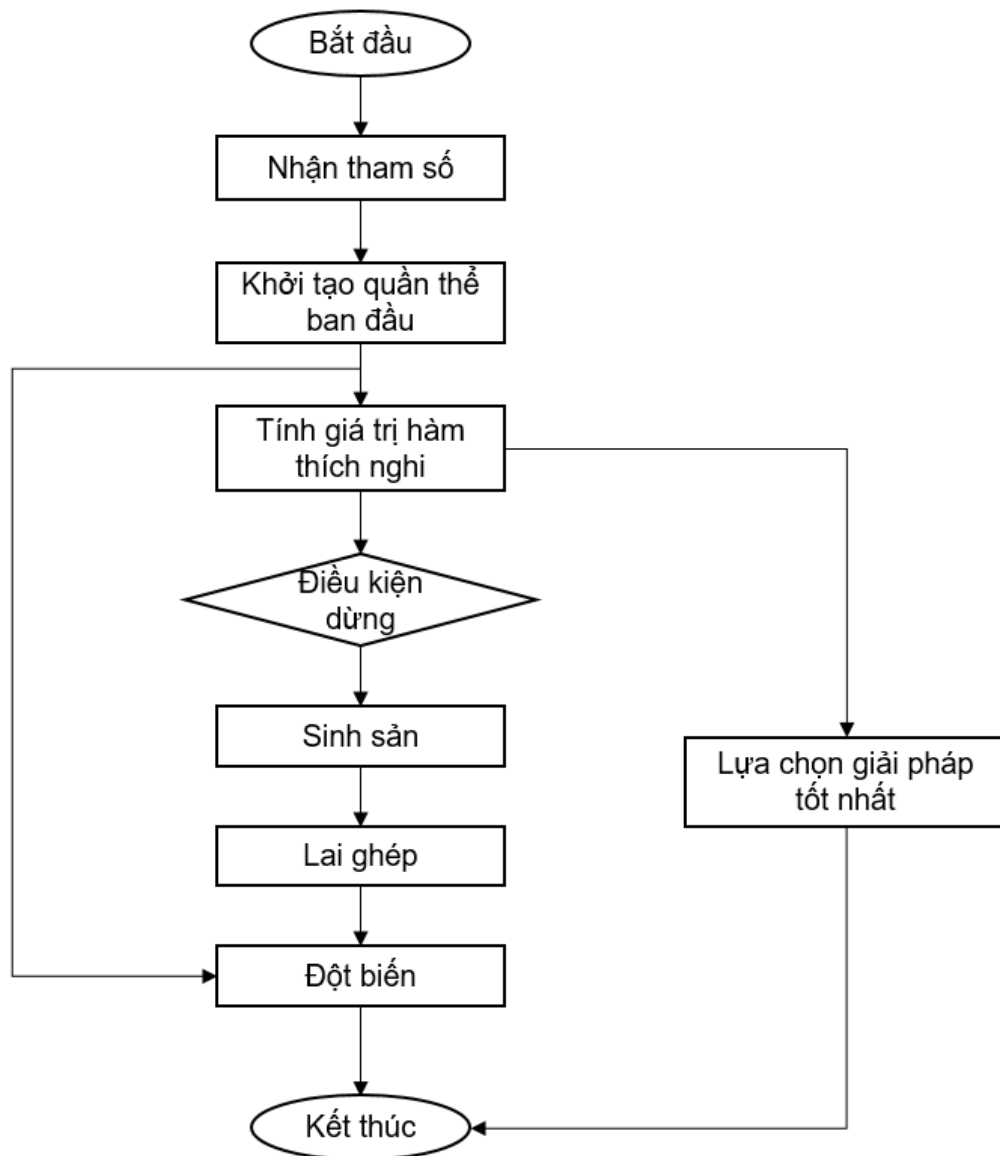 Bắt đầu
Nhận tham số
Khởi tạo quần thể
ban đầu
Tính giá trị hàm
thích nghi
Điều kiện
dừng
Sinh sản
Lựa chọn giải pháp
tốt nhất
Lai ghép
Đột biến
Kết thúc